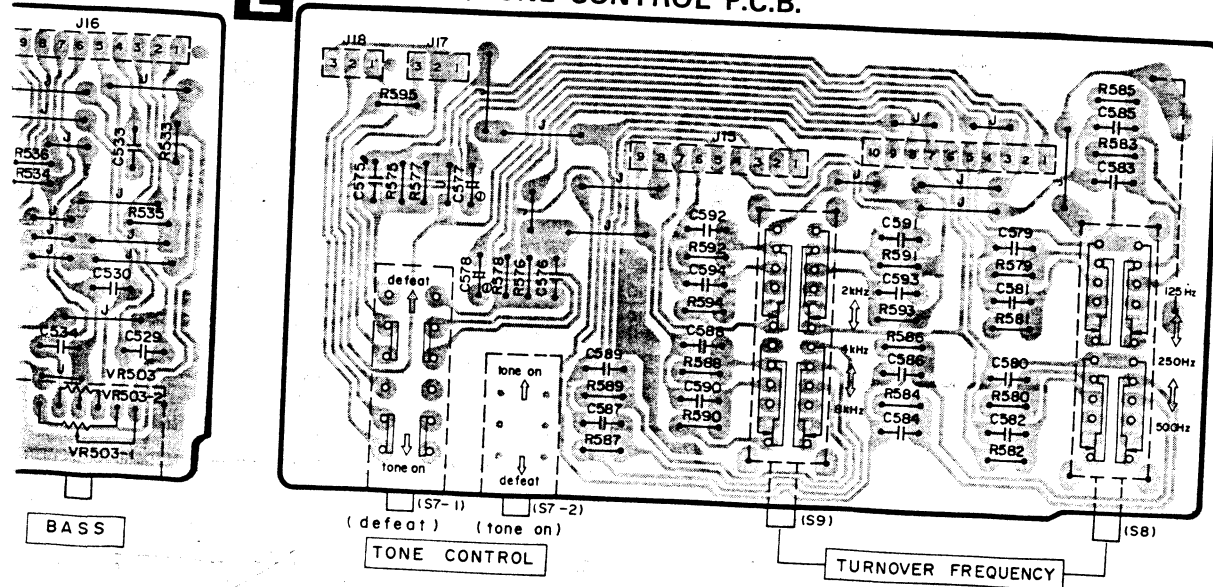 E
CONTROL P.C.B.
J16
9 8 7 6 5 4 3 2 1
J
J
J
C533
R533
R536
R534
J
R535
J
J
C530
J
C534
C529
J
VR503
VR503-2
VR503-1
BASS
J18
3 2 1
J17
3 2 1
R595
J
C575
R575
R577
J
C577
J
J
J
C578
R578
R576
C576
defeat
tone on
tone on
defeat
(S7-1)
(defeat)
(S7-2)
(tone on)
TONE CONTROL
J15
9 8 7 6 5 4 3 2 1
10 9 8 7 6 5 4 3 2 1
J
J
J
J
J
J
J
C592
R592
C594
R594
C588
R588
C590
R590
C589
R589
C587
R587
2kHz
4kHz
8kHz
C591
R591
C593
R593
R586
C586
R584
C584
R585
C585
R583
C583
C579
R579
C581
R581
C580
R580
C582
R582
125Hz
250Hz
500Hz
(S9)
(S8)
TURNOVER FREQUENCY